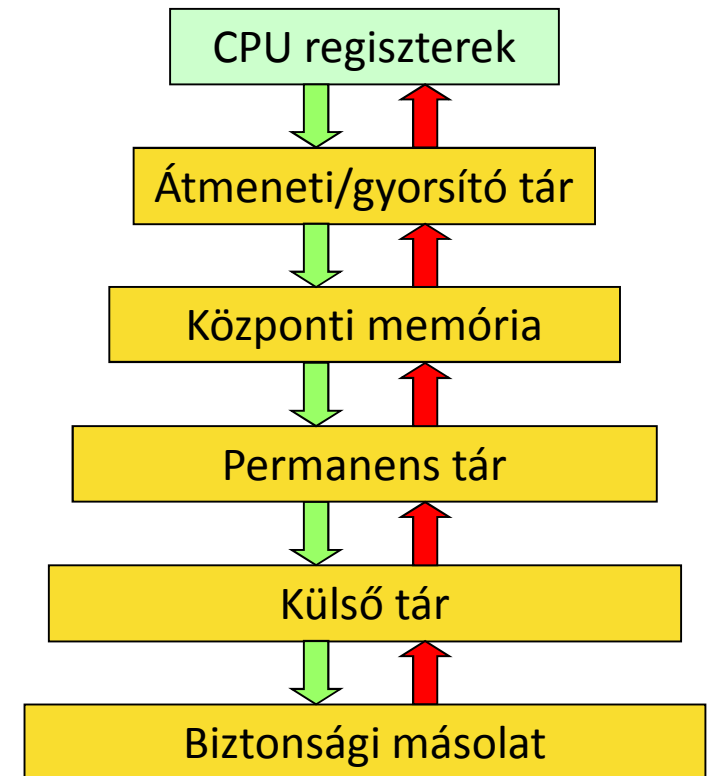 CPU regiszterek
Átmeneti/gyorsító tár
Központi memória
Permanens tár
Külső tár
Biztonsági másolat